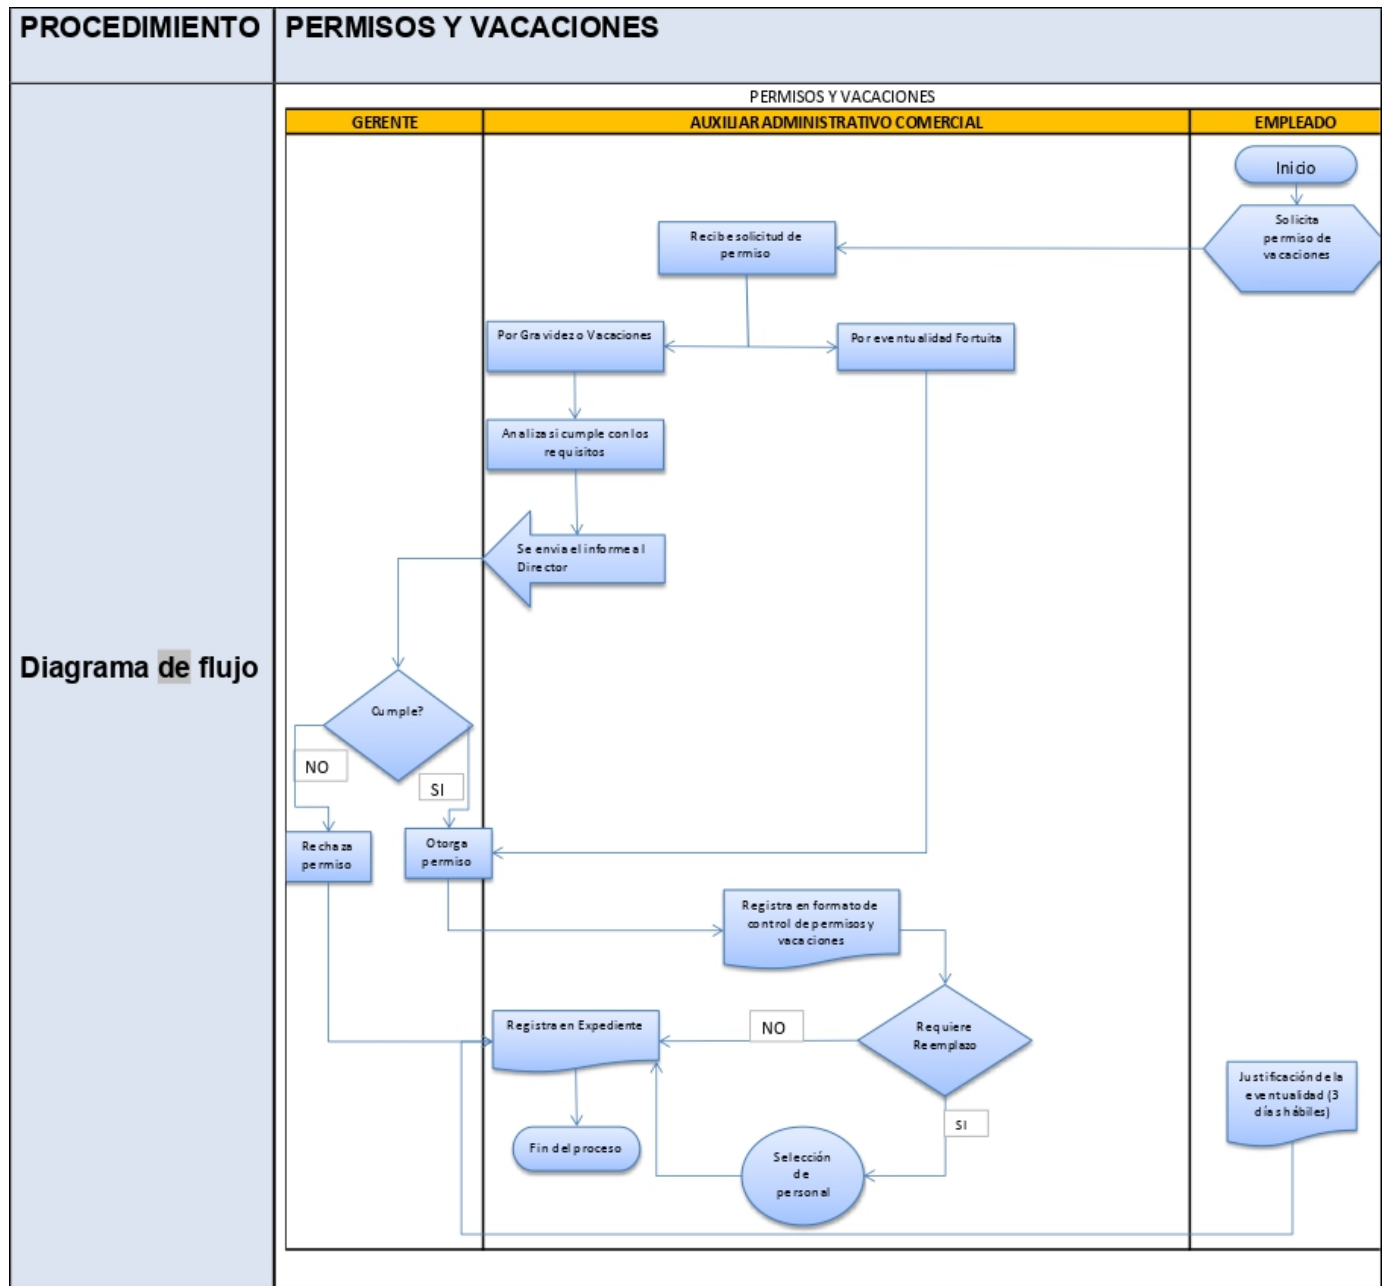 PROCEDIMIENTO
PERMISOS Y VACACIONES
PERMISOS Y VACACIONES
GERENTE
AUXILIAR ADMINISTRATIVO COMERCIAL
EMPLEADO
Inicio
Solicita
permiso de
vacaciones
Recibe solicitud de
permiso
Por Gravidez o Vacaciones
Por eventualidad Fortuita
Analiza si cumple con los
requisitos
Se envia el informe al
Director
Diagrama de flujo
Cumple?
NO
SI
Rechaza
permiso
Otorga
permiso
Registra en formato de
control de permisos y
vacaciones
Registra en Expediente
NO
Requiere
Reemplazo
Justificación de la
eventualidad (3
días hábiles)
SI
Fin del proceso
Selección
de
personal